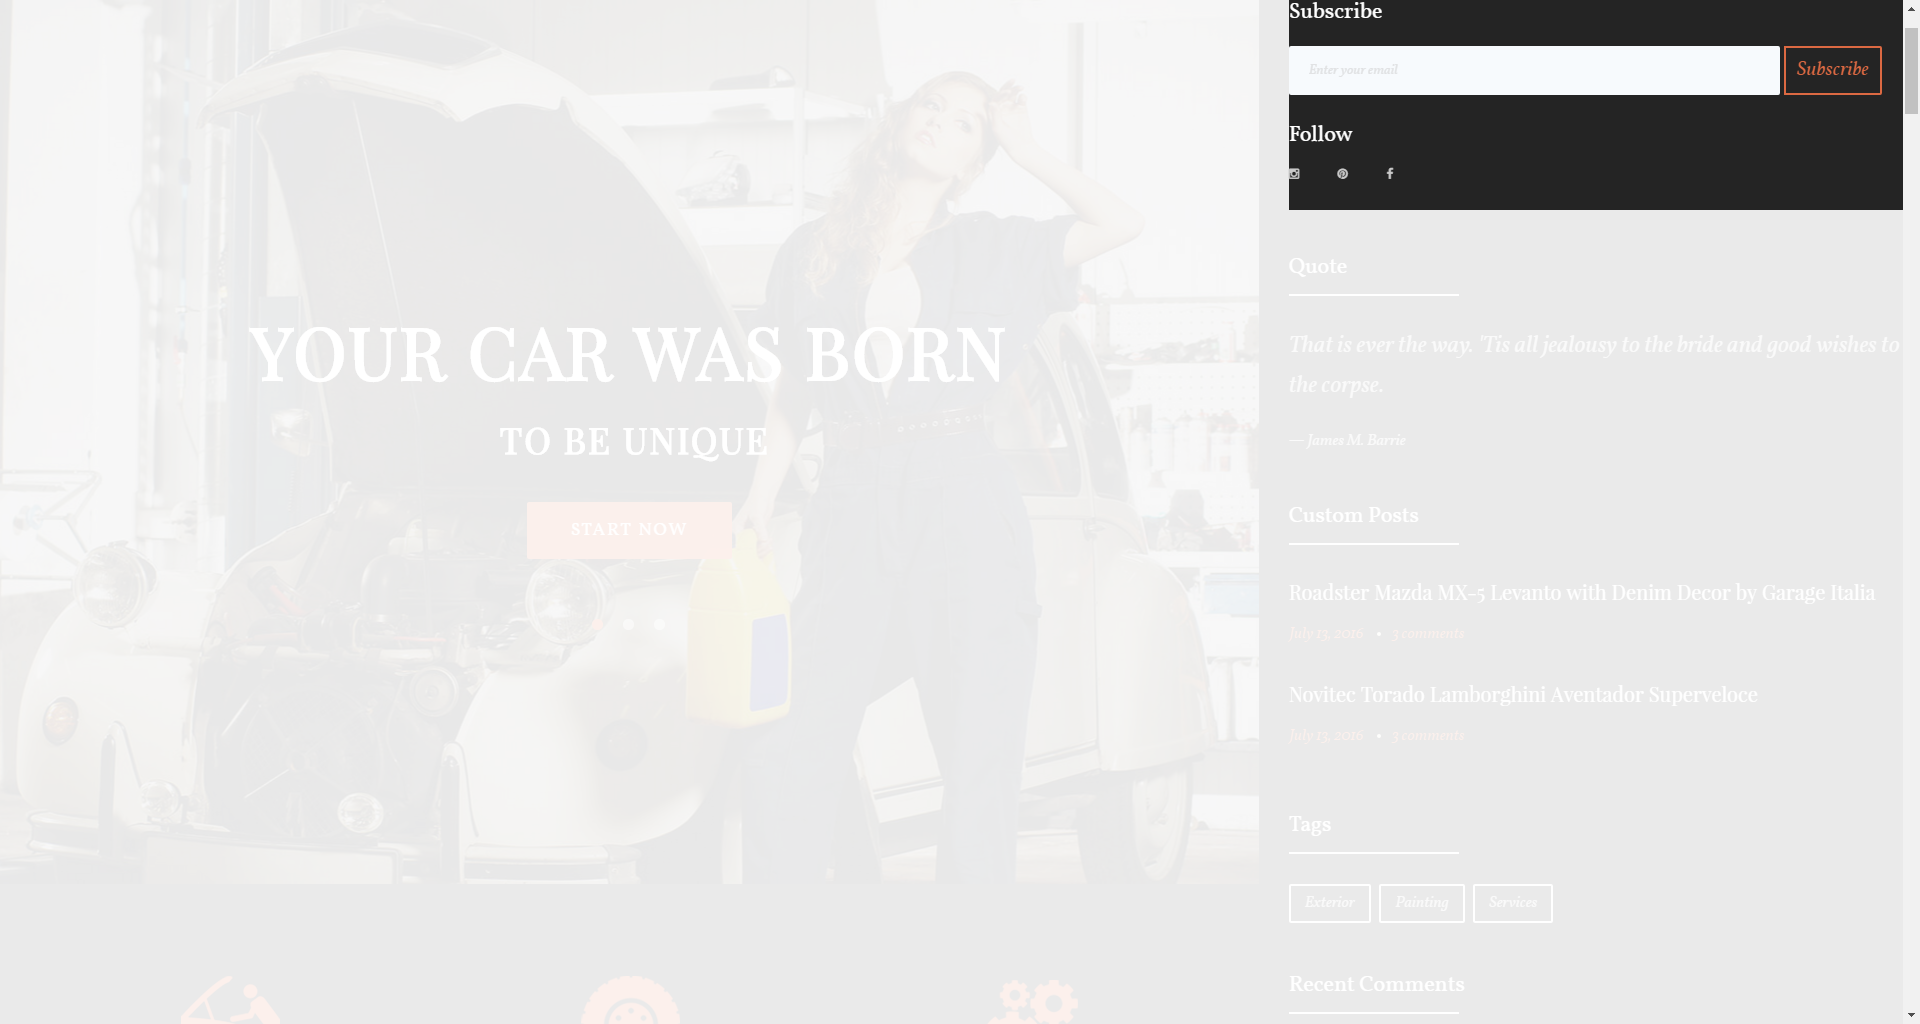 YOUR CAR WAS BORN
TO BE UNIQUE
START NOW
Subscribe
Enter your email
Subscribe
Follow
Quote
That is ever the way. 'Tis all jealousy to the bride and good wishes to
the corpse.
— James M. Barrie
Custom Posts
Roadster Mazda MX-5 Levanto with Denim Decor by Garage Italia
July 13, 2016 • 3 comments
Novitec Torado Lamborghini Aventador Superveloce
July 13, 2016 • 3 comments
Tags
Exterior
Painting
Services
Recent Comments